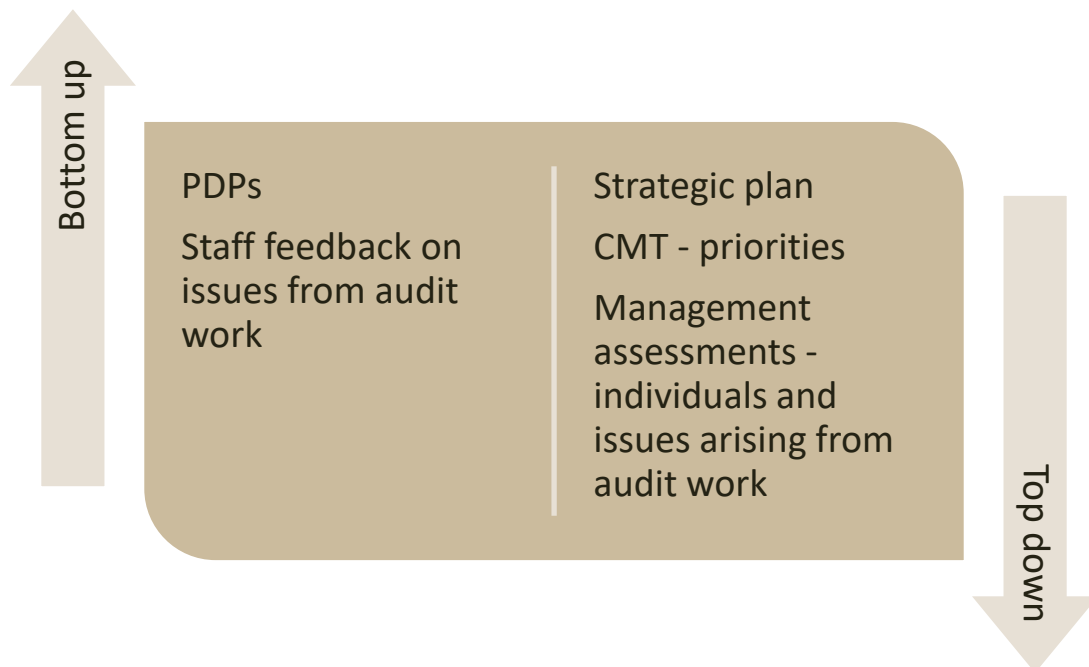 Bottom up
PDPs
Staff feedback on
issues from audit
work
Strategic plan
CMT - priorities
Management
assessments -
individuals and
issues arising from
audit work
Top down